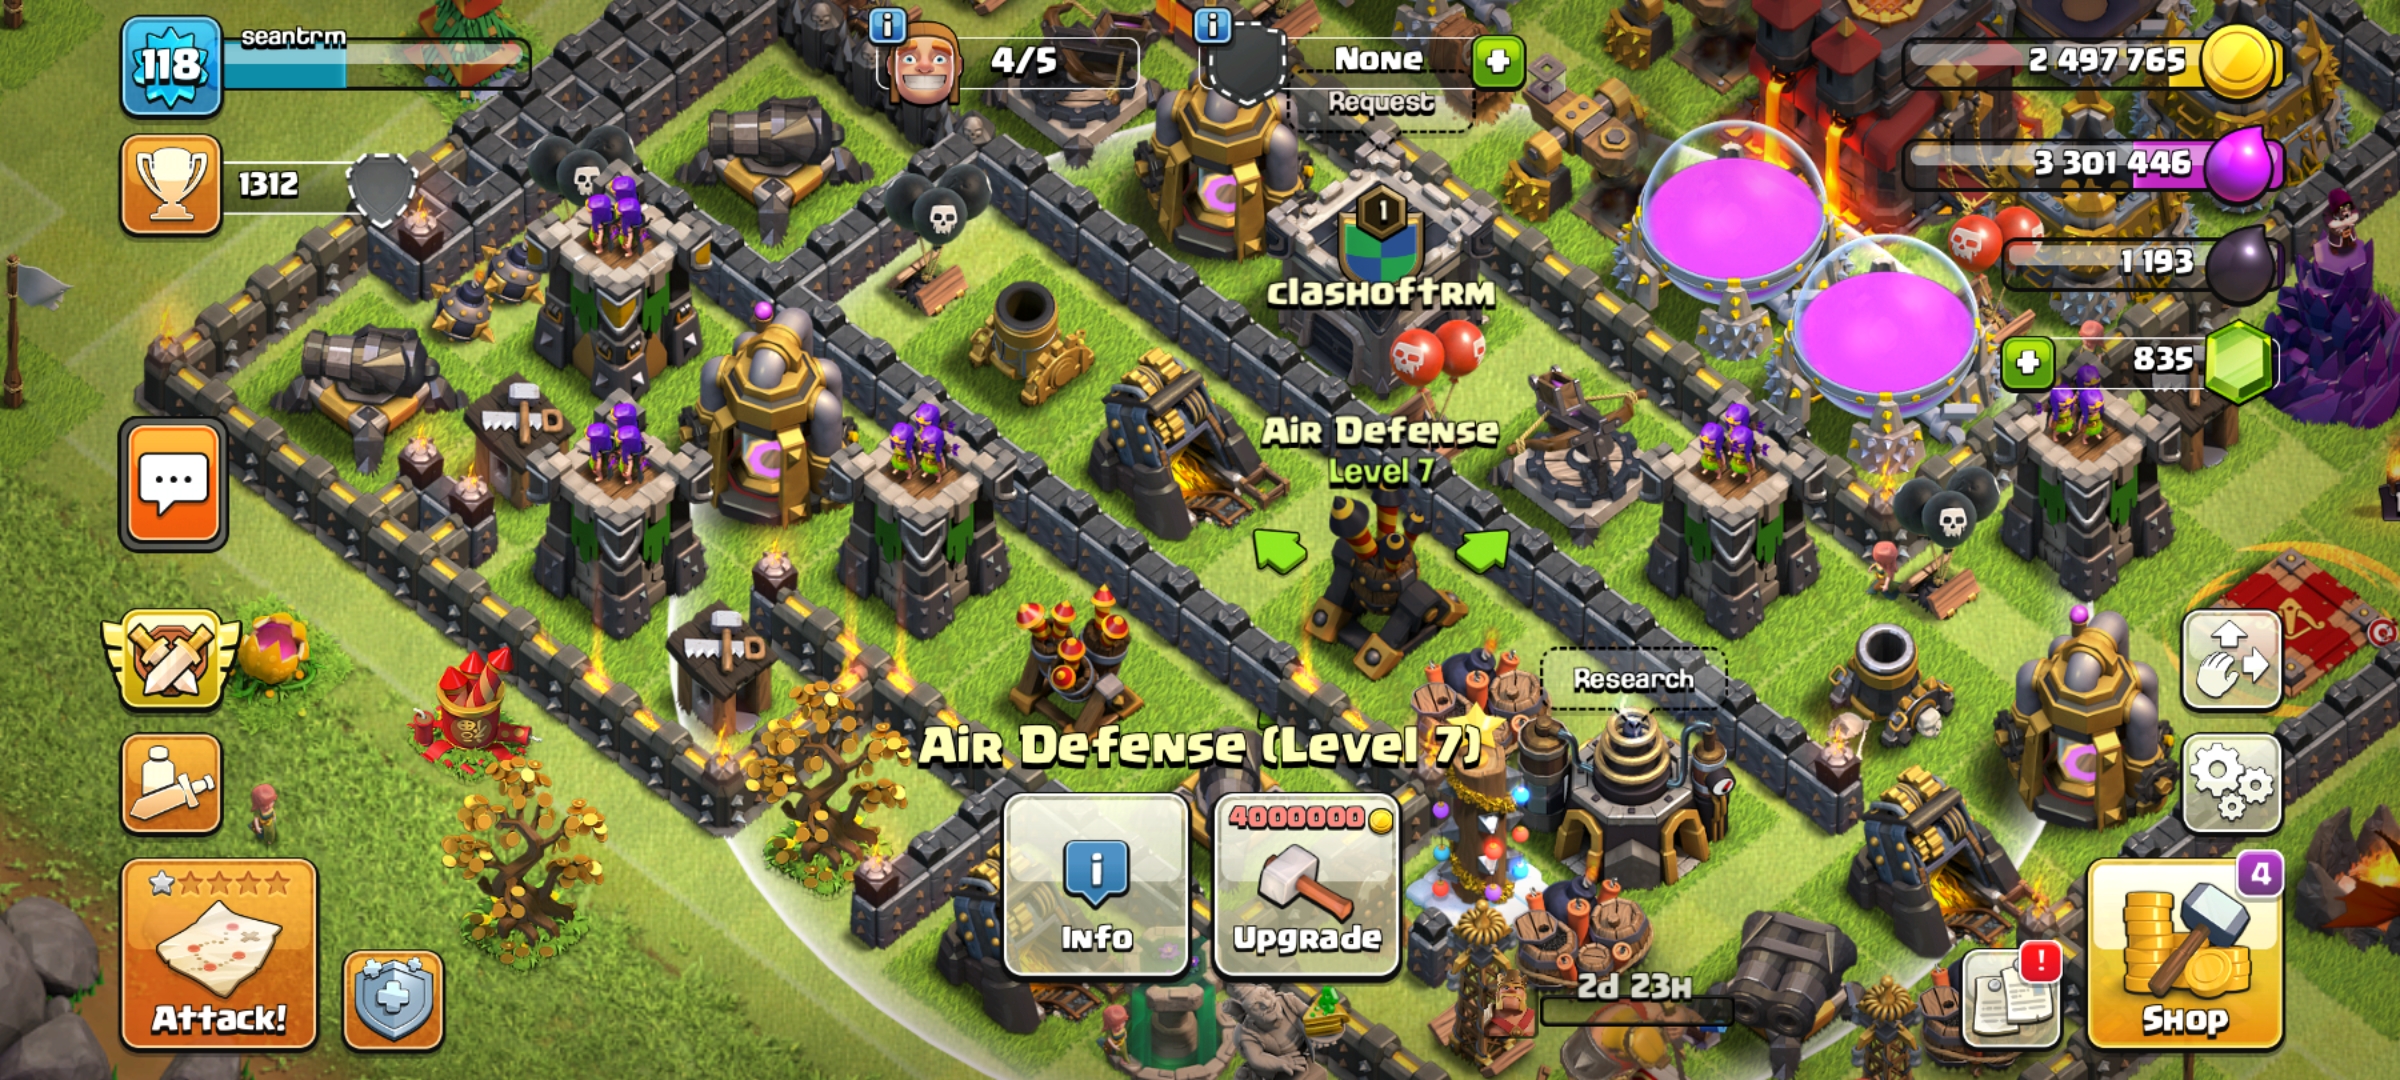 118
seantrm
4/5
None
Request
2 497 765
3 301 446
1 193
835
1312
1
clashoftRM
Air Defense
Level 7
Research
Air Defense (Level 7)
4000000
Info
Upgrade
2d 23H
Attack!
4
!
Shop